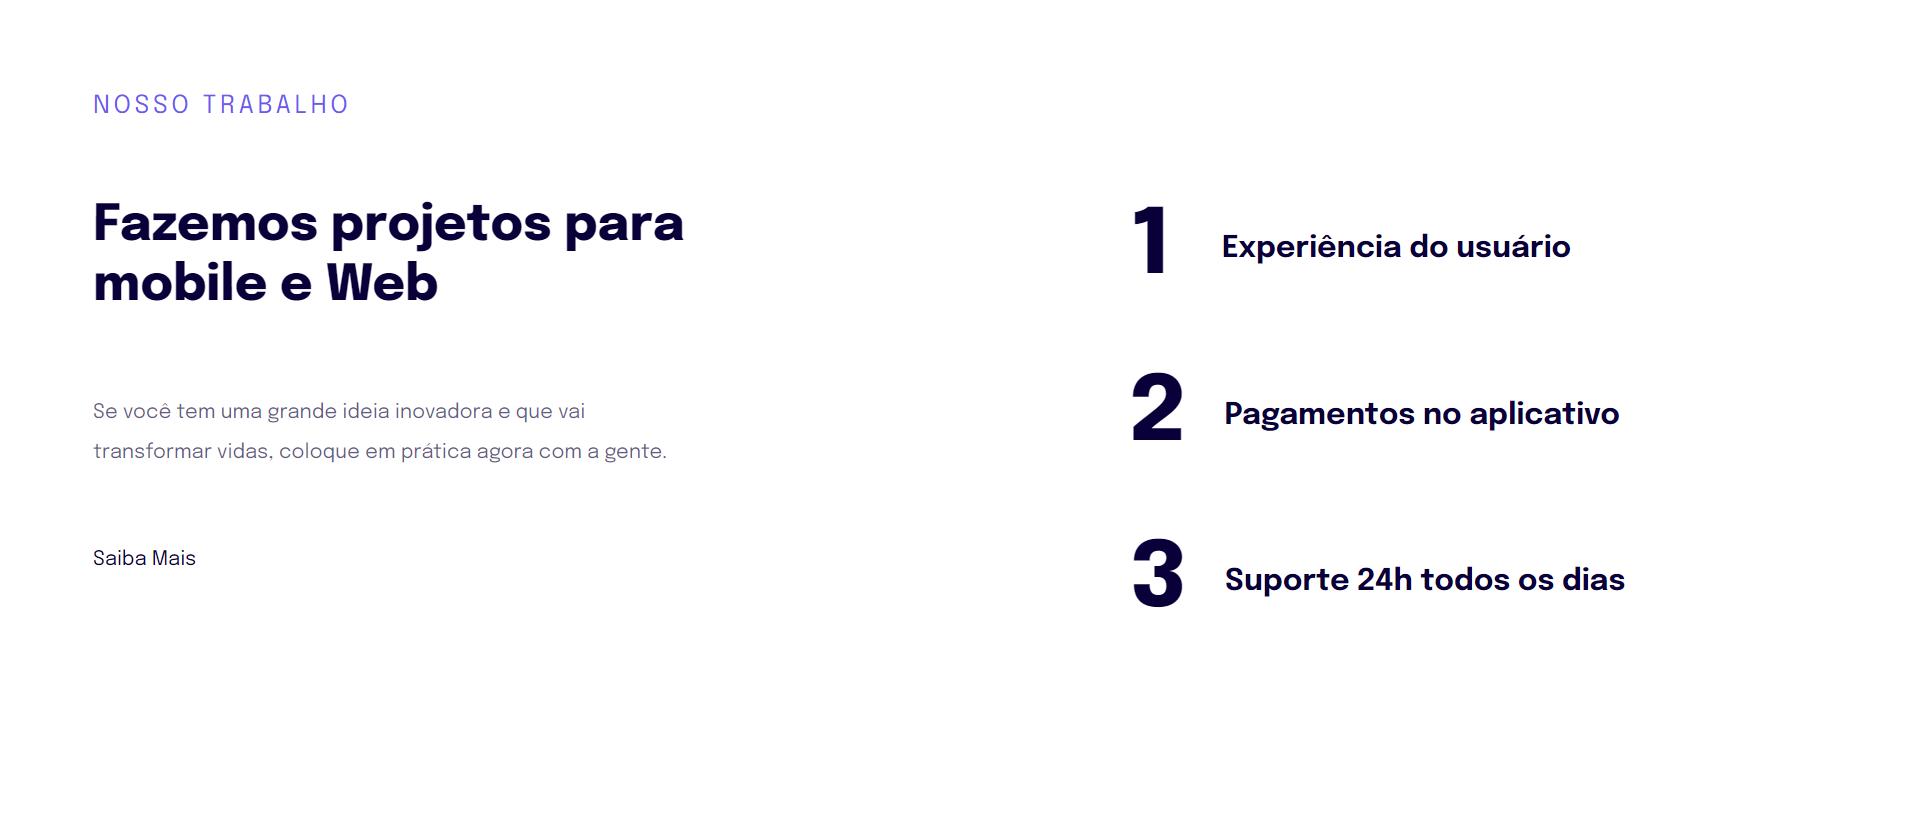 NOSSO TRABALHO
Fazemos projetos para
mobile e Web
Se você tem uma grande ideia inovadora e que vai
transformar vidas, coloque em prática agora com a gente.
Saiba Mais
1 Experiência do usuário
2 Pagamentos no aplicativo
3 Suporte 24h todos os dias